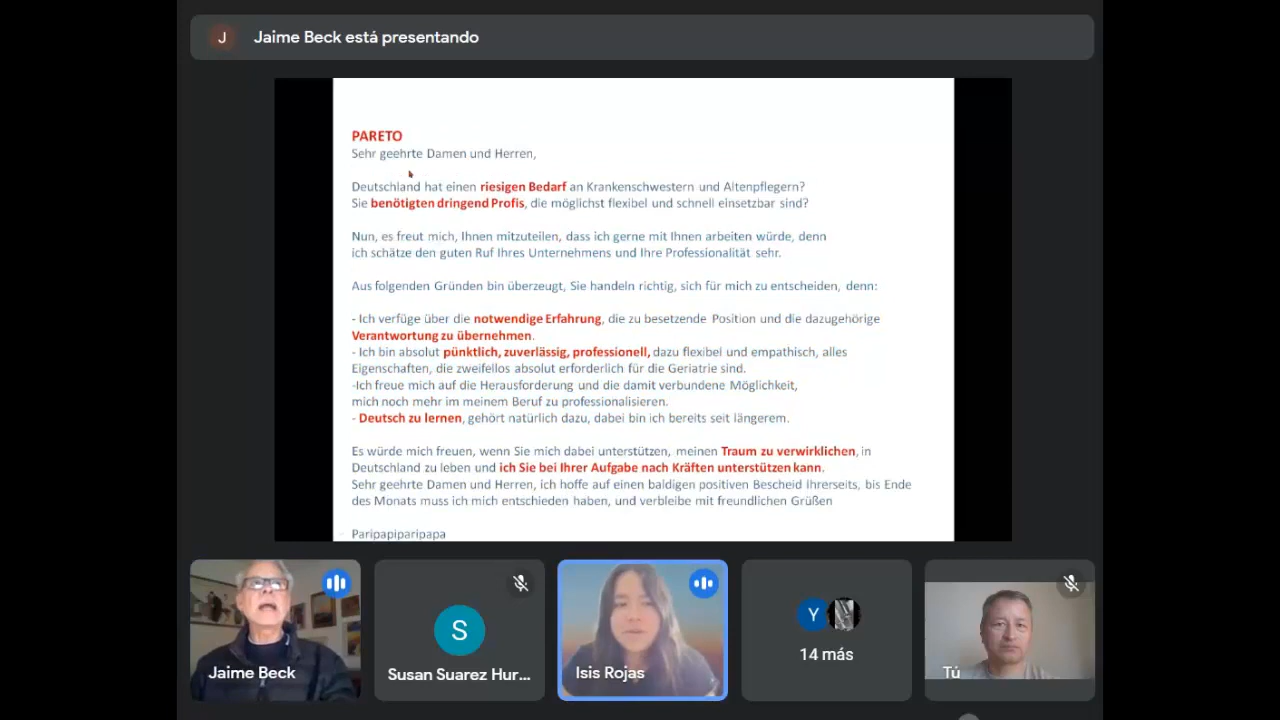 J
Jaime Beck está presentando
PARETO
Sehr geehrte Damen und Herren,
Deutschland hat einen riesigen Bedarf an Krankenschwestern und Altenpflegern?
Sie benötigten dringend Profis, die möglichst flexibel und schnell einsetzbar sind?
Nun, es freut mich, Ihnen mitzuteilen, dass ich gerne mit Ihnen arbeiten würde, denn
ich schätze den guten Ruf Ihres Unternehmens und Ihre Professionalität sehr.
Aus folgenden Gründen bin überzeugt, Sie handeln richtig, sich für mich zu entscheiden, denn:
- Ich verfüge über die notwendige Erfahrung, die zu besetzende Position und die dazugehörige
Verantwortung zu übernehmen.
- Ich bin absolut pünktlich, zuverlässig, professionell, dazu flexibel und empathisch, alles
Eigenschaften, die zweifellos absolut erforderlich für die Geriatrie sind.
-Ich freue mich auf die Herausforderung und die damit verbundene Möglichkeit,
mich noch mehr im meinem Beruf zu professionalisieren.
- Deutsch zu lernen, gehört natürlich dazu, dabei bin ich bereits seit längerem.
Es würde mich freuen, wenn Sie mich dabei unterstützen, meinen Traum zu verwirklichen, in
Deutschland zu leben und ich Sie bei Ihrer Aufgabe nach Kräften unterstützen kann.
Sehr geehrte Damen und Herren, ich hoffe auf einen baldigen positiven Bescheid Ihrerseits, bis Ende
des Monats muss ich mich entschieden haben, und verbleibe mit freundlichen Grüßen
Paripapiparipapa
Jaime Beck
S
Susan Suarez Hur...
Isis Rojas
Y
14 más
Tú